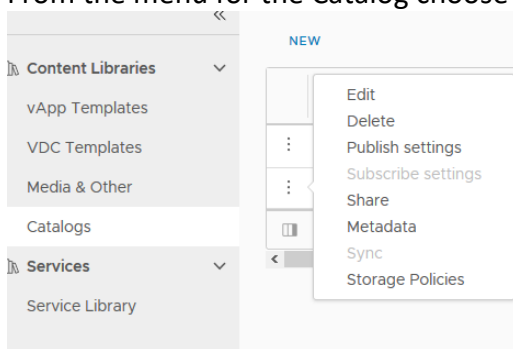 From the menu for the Catalog choose
«
NEW
Content Libraries
vApp Templates
VDC Templates
Media & Other
Catalogs
Services
Service Library
Edit
Delete
Publish settings
Subscribe settings
Share
Metadata
Sync
Storage Policies